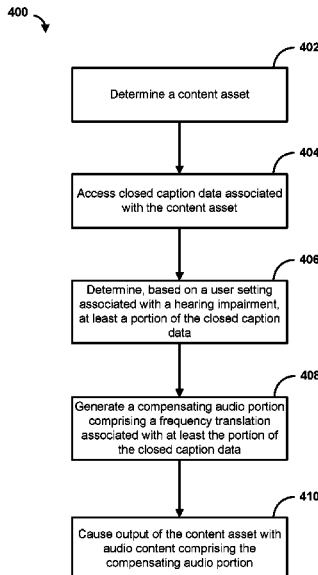 400
402
Determine a content asset
404
Access closed caption data associated
with the content asset
406
Determine, based on a user setting
associated with a hearing impairment,
at least a portion of the closed caption
data
408
Generate a compensating audio portion
comprising a frequency translation
associated with at least the portion of
the closed caption data
410
Cause output of the content asset with
audio content comprising the
compensating audio portion